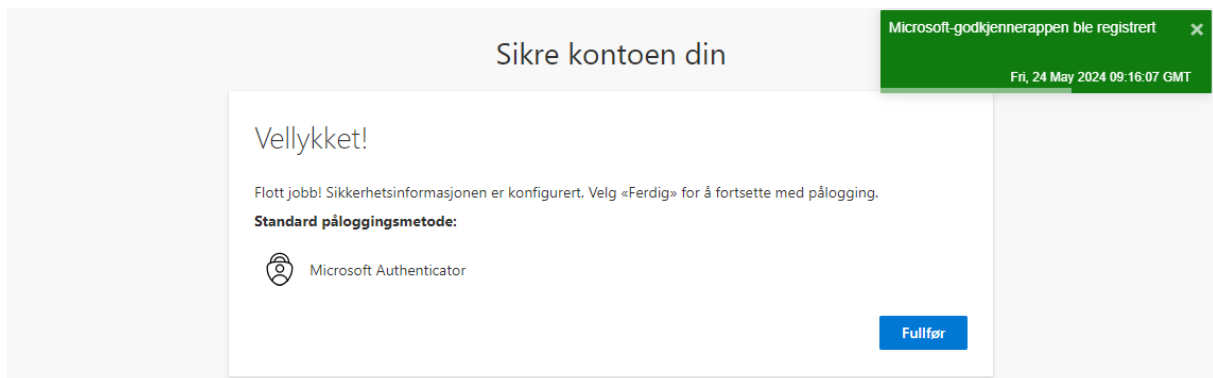 Microsoft-godkjennerappen ble registrert
Fri, 24 May 2024 09:16:07 GMT
Sikre kontoen din
Vellykket!
Flott jobb! Sikkerhetsinformasjonen er konfigurert. Velg «Ferdig» for å fortsette med pålogging.
Standard påloggingsmetode:
Microsoft Authenticator
Fullfør